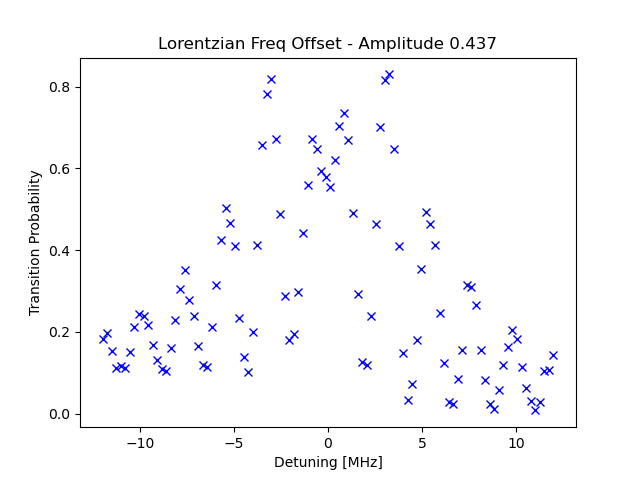 Lorentzian Freq Offset - Amplitude 0.437
Transition Probability
0.8
0.6
0.4
0.2
0.0
−10 −5 0 5 10
Detuning [MHz]